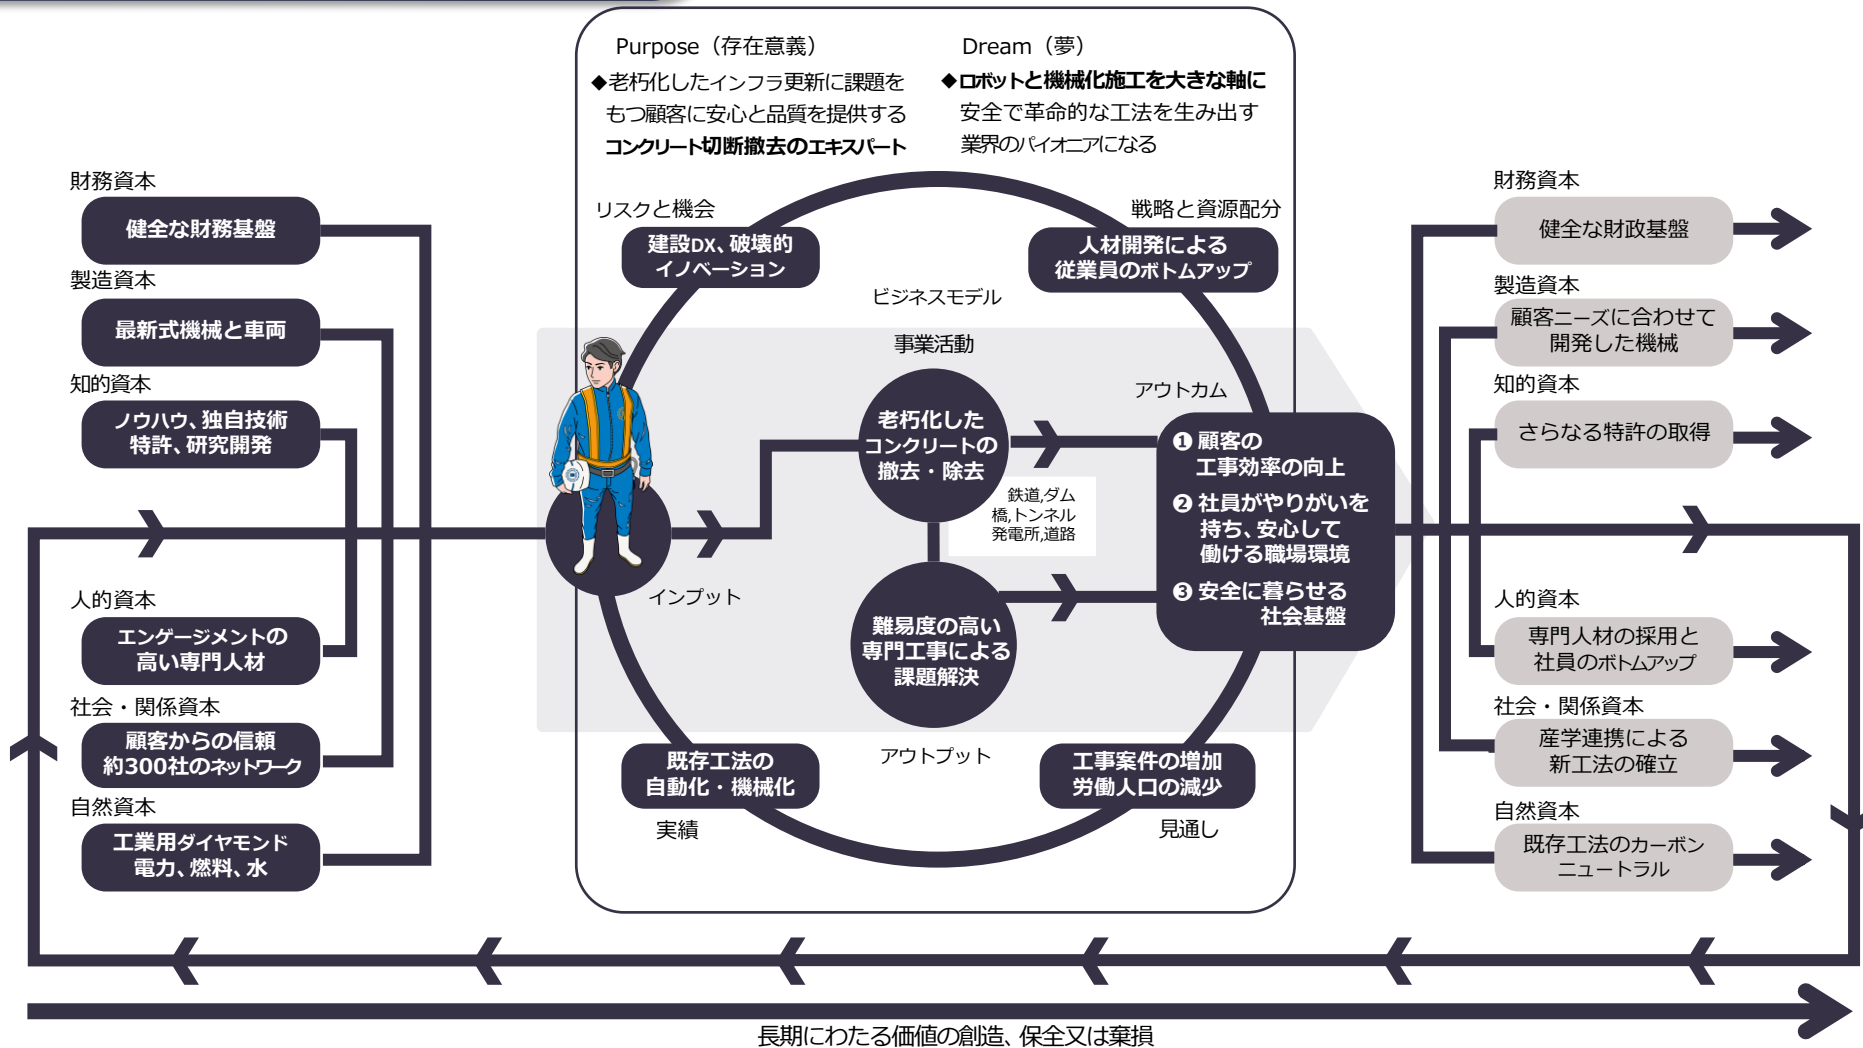 Purpose（存在意義）
◆老朽化したインフラ更新に課題を
もつ顧客に安心と品質を提供する
コンクリート切断撤去のエキスパート
Dream（夢）
◆ロボットと機械化施工を大きな軸に
安全で革命的な工法を生み出す
業界のパイオニアになる
財務資本
健全な財務基盤
製造資本
最新式機械と車両
知的資本
ノウハウ、独自技術
特許、研究開発
人的資本
エンゲージメントの
高い専門人材
社会・関係資本
顧客からの信頼
約300社のネットワーク
自然資本
工業用ダイヤモンド
電力、燃料、水
リスクと機会
建設DX、破壊的
イノベーション
戦略と資源配分
人材開発による
従業員のボトムアップ
ビジネスモデル
事業活動
老朽化した
コンクリートの
撤去・除去
鉄道,ダム
橋,トンネル
発電所,道路
インプット
難易度の高い
専門工事による
課題解決
アウトプット
アウトカム
❶ 顧客の
工事効率の向上
❷ 社員がやりがいを
持ち、安心して
働ける職場環境
❸ 安全に暮らせる
社会基盤
既存工法の
自動化・機械化
実績
工事案件の増加
労働人口の減少
見通し
財務資本
健全な財政基盤
製造資本
顧客ニーズに合わせて
開発した機械
知的資本
さらなる特許の取得
人的資本
専門人材の採用と
社員のボトムアップ
社会・関係資本
産学連携による
新工法の確立
自然資本
既存工法のカーボン
ニュートラル
長期にわたる価値の創造、保全又は棄損